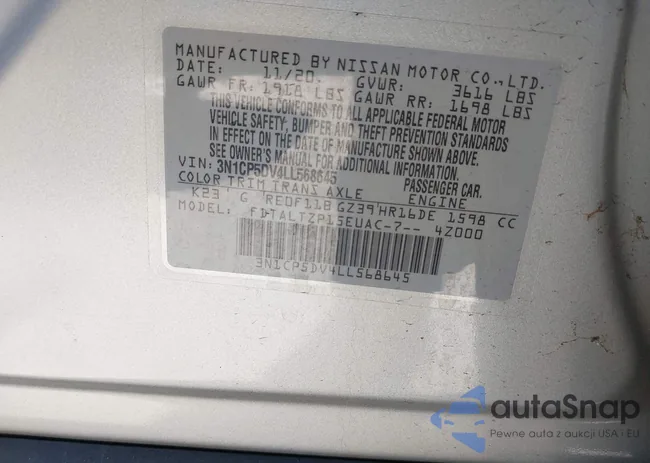 MANUFACTURED BY NISSAN MOTOR CO.,LTD.
DATE: 11/20. GVWR: 3616 LBS
GAWR FR: 1918 LBS GAWR RR: 1698 LBS
THIS VEHICLE CONFORMS TO ALL APPLICABLE FEDERAL MOTOR
VEHICLE SAFETY, BUMPER AND THEFT PREVENTION STANDARDS
IN EFFECT ON THE DATE OF MANUFACTURE SHOWN ABOVE.
SEE OWNER'S MANUAL ALL LOADING
VIN: 3N1CP5DV4LL568645 PASSENGER CAR.
COLOR TRIM TRANS AXLE ENGINE
K23 G RE0F11B GZ39 HR16DE 1598 CC
MODEL: FDTALTZP15EUAC-7-- 4Z000
3N1CP5DV4LL568645
autaSnap
Pewne auta z aukcji USA i EU